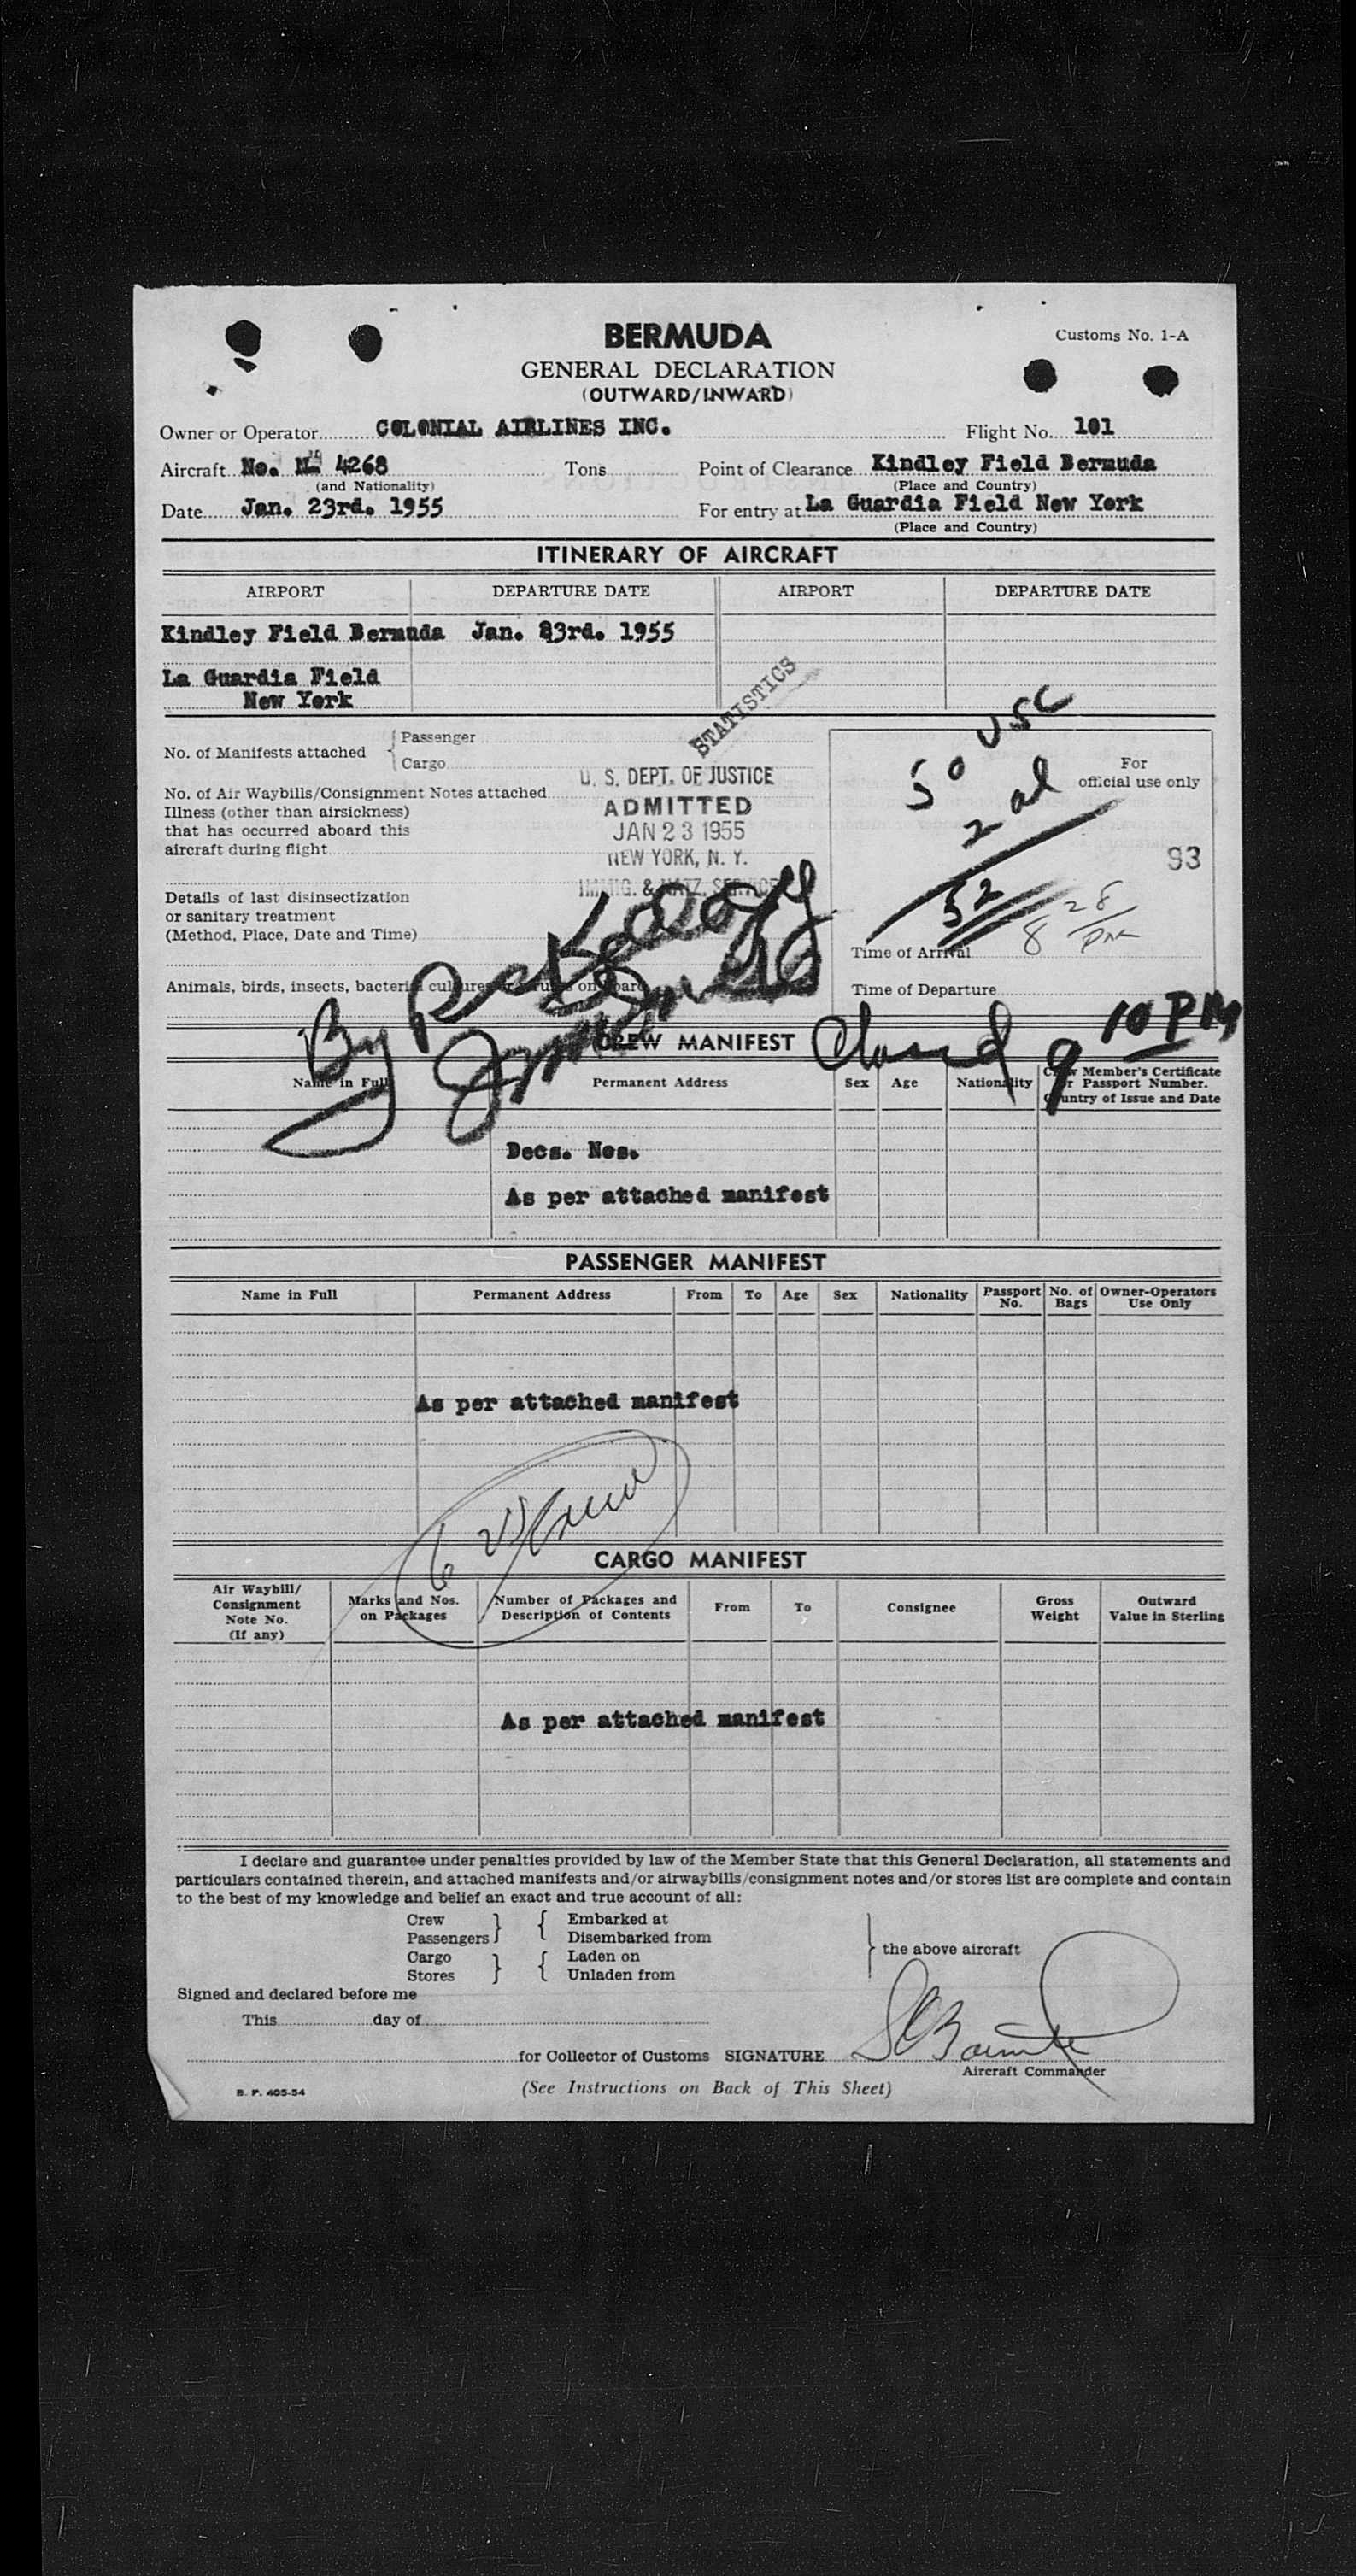 BERMUDA
Customs No. 1-A
GENERAL DECLARATION
(OUTWARD/INWARD)
Owner or Operator COLONIAL AIRLINES INC. Flight No. 101
Aircraft No. N 4268 Tons Point of Clearance Kindley Field Bermuda
(and Nationality) (Place and Country)
Date Jan. 23rd. 1955 For entry at La Guardia Field New York
(Place and Country)
ITINERARY OF AIRCRAFT
AIRPORT DEPARTURE DATE AIRPORT DEPARTURE DATE
Kindley Field Bermuda Jan. 23rd. 1955
La Guardia Field
New York
STATISTICS
No. of Manifests attached { Passenger
Cargo
U. S. DEPT. OF JUSTICE
ADMITTED
JAN 23 1955
NEW YORK, N. Y.
IMMIG. & NATZ. SERVICE
50 USC
2 al
52
For
official use only
93
No. of Air Waybills/Consignment Notes attached
Illness (other than airsickness)
that has occurred aboard this
aircraft during flight
Details of last disinsectization
or sanitary treatment
(Method, Place, Date and Time)
Time of Arrival 8 28 PM
Animals, birds, insects, bacterial cultures or virus on board
Time of Departure
By
Closed 9 10 PM
CREW MANIFEST
Name in Full Permanent Address Sex Age Nationality Crew Member's Certificate
or Passport Number.
Country of Issue and Date
Decs. Nos.
As per attached manifest
PASSENGER MANIFEST
Name in Full Permanent Address From To Age Sex Nationality Passport No. No. of Bags Owner-Operators Use Only
As per attached manifest
CARGO MANIFEST
Air Waybill/ Consignment Note No. (If any) Marks and Nos. on Packages Number of Packages and Description of Contents From To Consignee Gross Weight Outward Value in Sterling
As per attached manifest
I declare and guarantee under penalties provided by law of the Member State that this General Declaration, all statements and
particulars contained therein, and attached manifests and/or airwaybills/consignment notes and/or stores list are complete and contain
to the best of my knowledge and belief an exact and true account of all:
Crew } { Embarked at
Passengers } { Disembarked from
Cargo } { Laden on } the above aircraft
Stores } { Unladen from
Signed and declared before me
This day of
for Collector of Customs SIGNATURE
Aircraft Commander
B. P. 405-54 (See Instructions on Back of This Sheet)